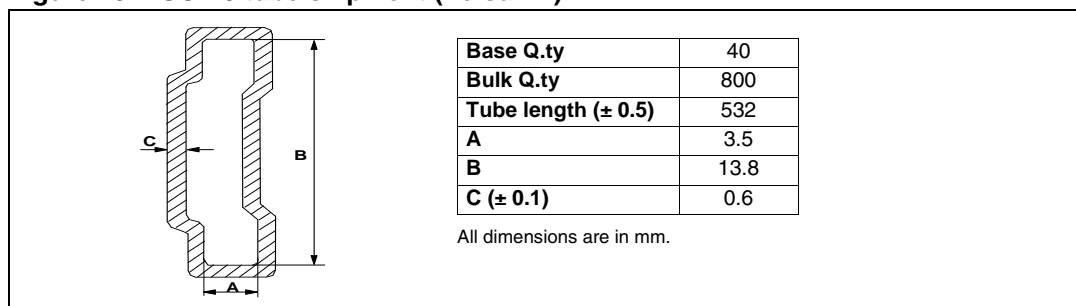 C
B
A
Base Q.ty 40
Bulk Q.ty 800
Tube length (± 0.5) 532
A 3.5
B 13.8
C (± 0.1) 0.6
All dimensions are in mm.